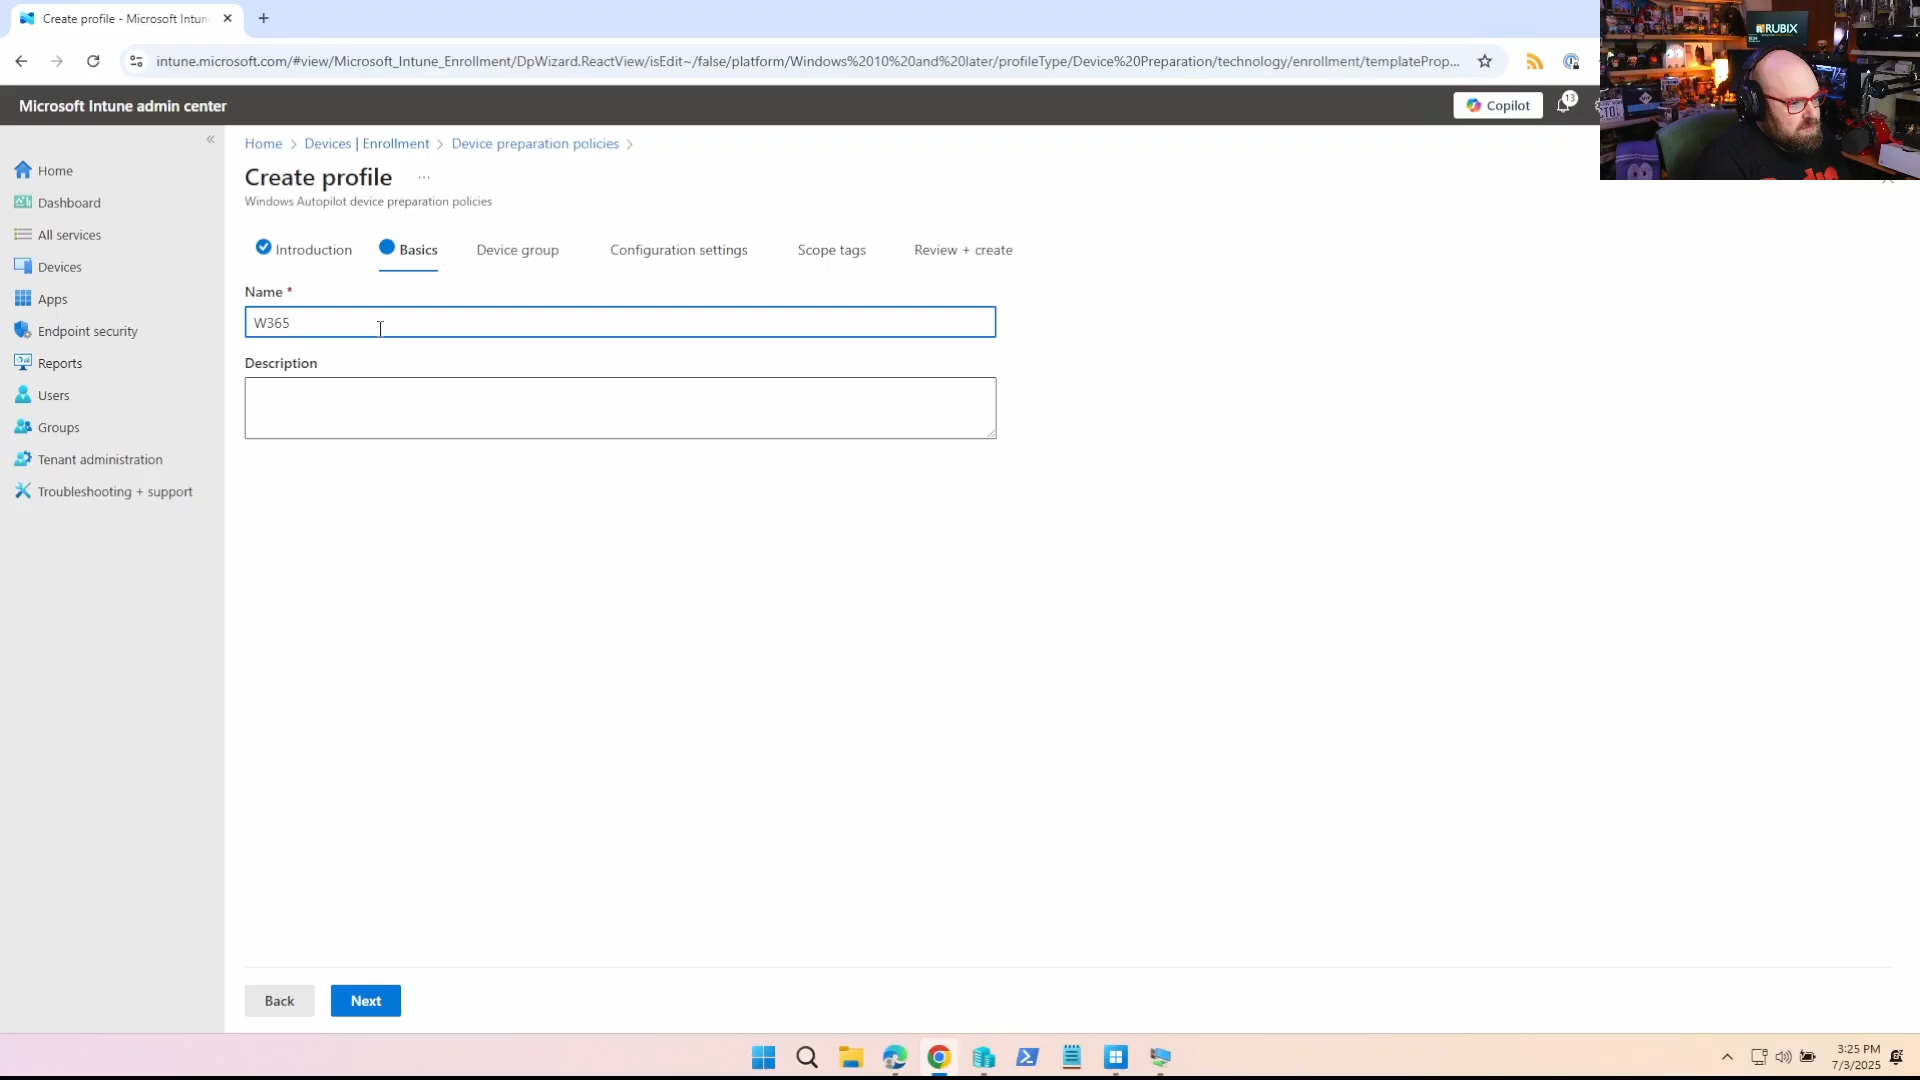 Create profile - Microsoft Intun
intune.microsoft.com/#view/Microsoft_Intune_Enrollment/DpWizard.ReactView/isEdit~/false/platform/Windows%2010%20and%20later/profileType/Device%20Preparation/technology/enrollment/templateProp...
Microsoft Intune admin center
Copilot
13
RUBIX
Home
Dashboard
All services
Devices
Apps
Endpoint security
Reports
Users
Groups
Tenant administration
Troubleshooting + support
Home > Devices | Enrollment > Device preparation policies >
Create profile ...
Windows Autopilot device preparation policies
Introduction Basics Device group Configuration settings Scope tags Review + create
Name *
W365
Description
Back Next
3:25 PM
7/3/2025